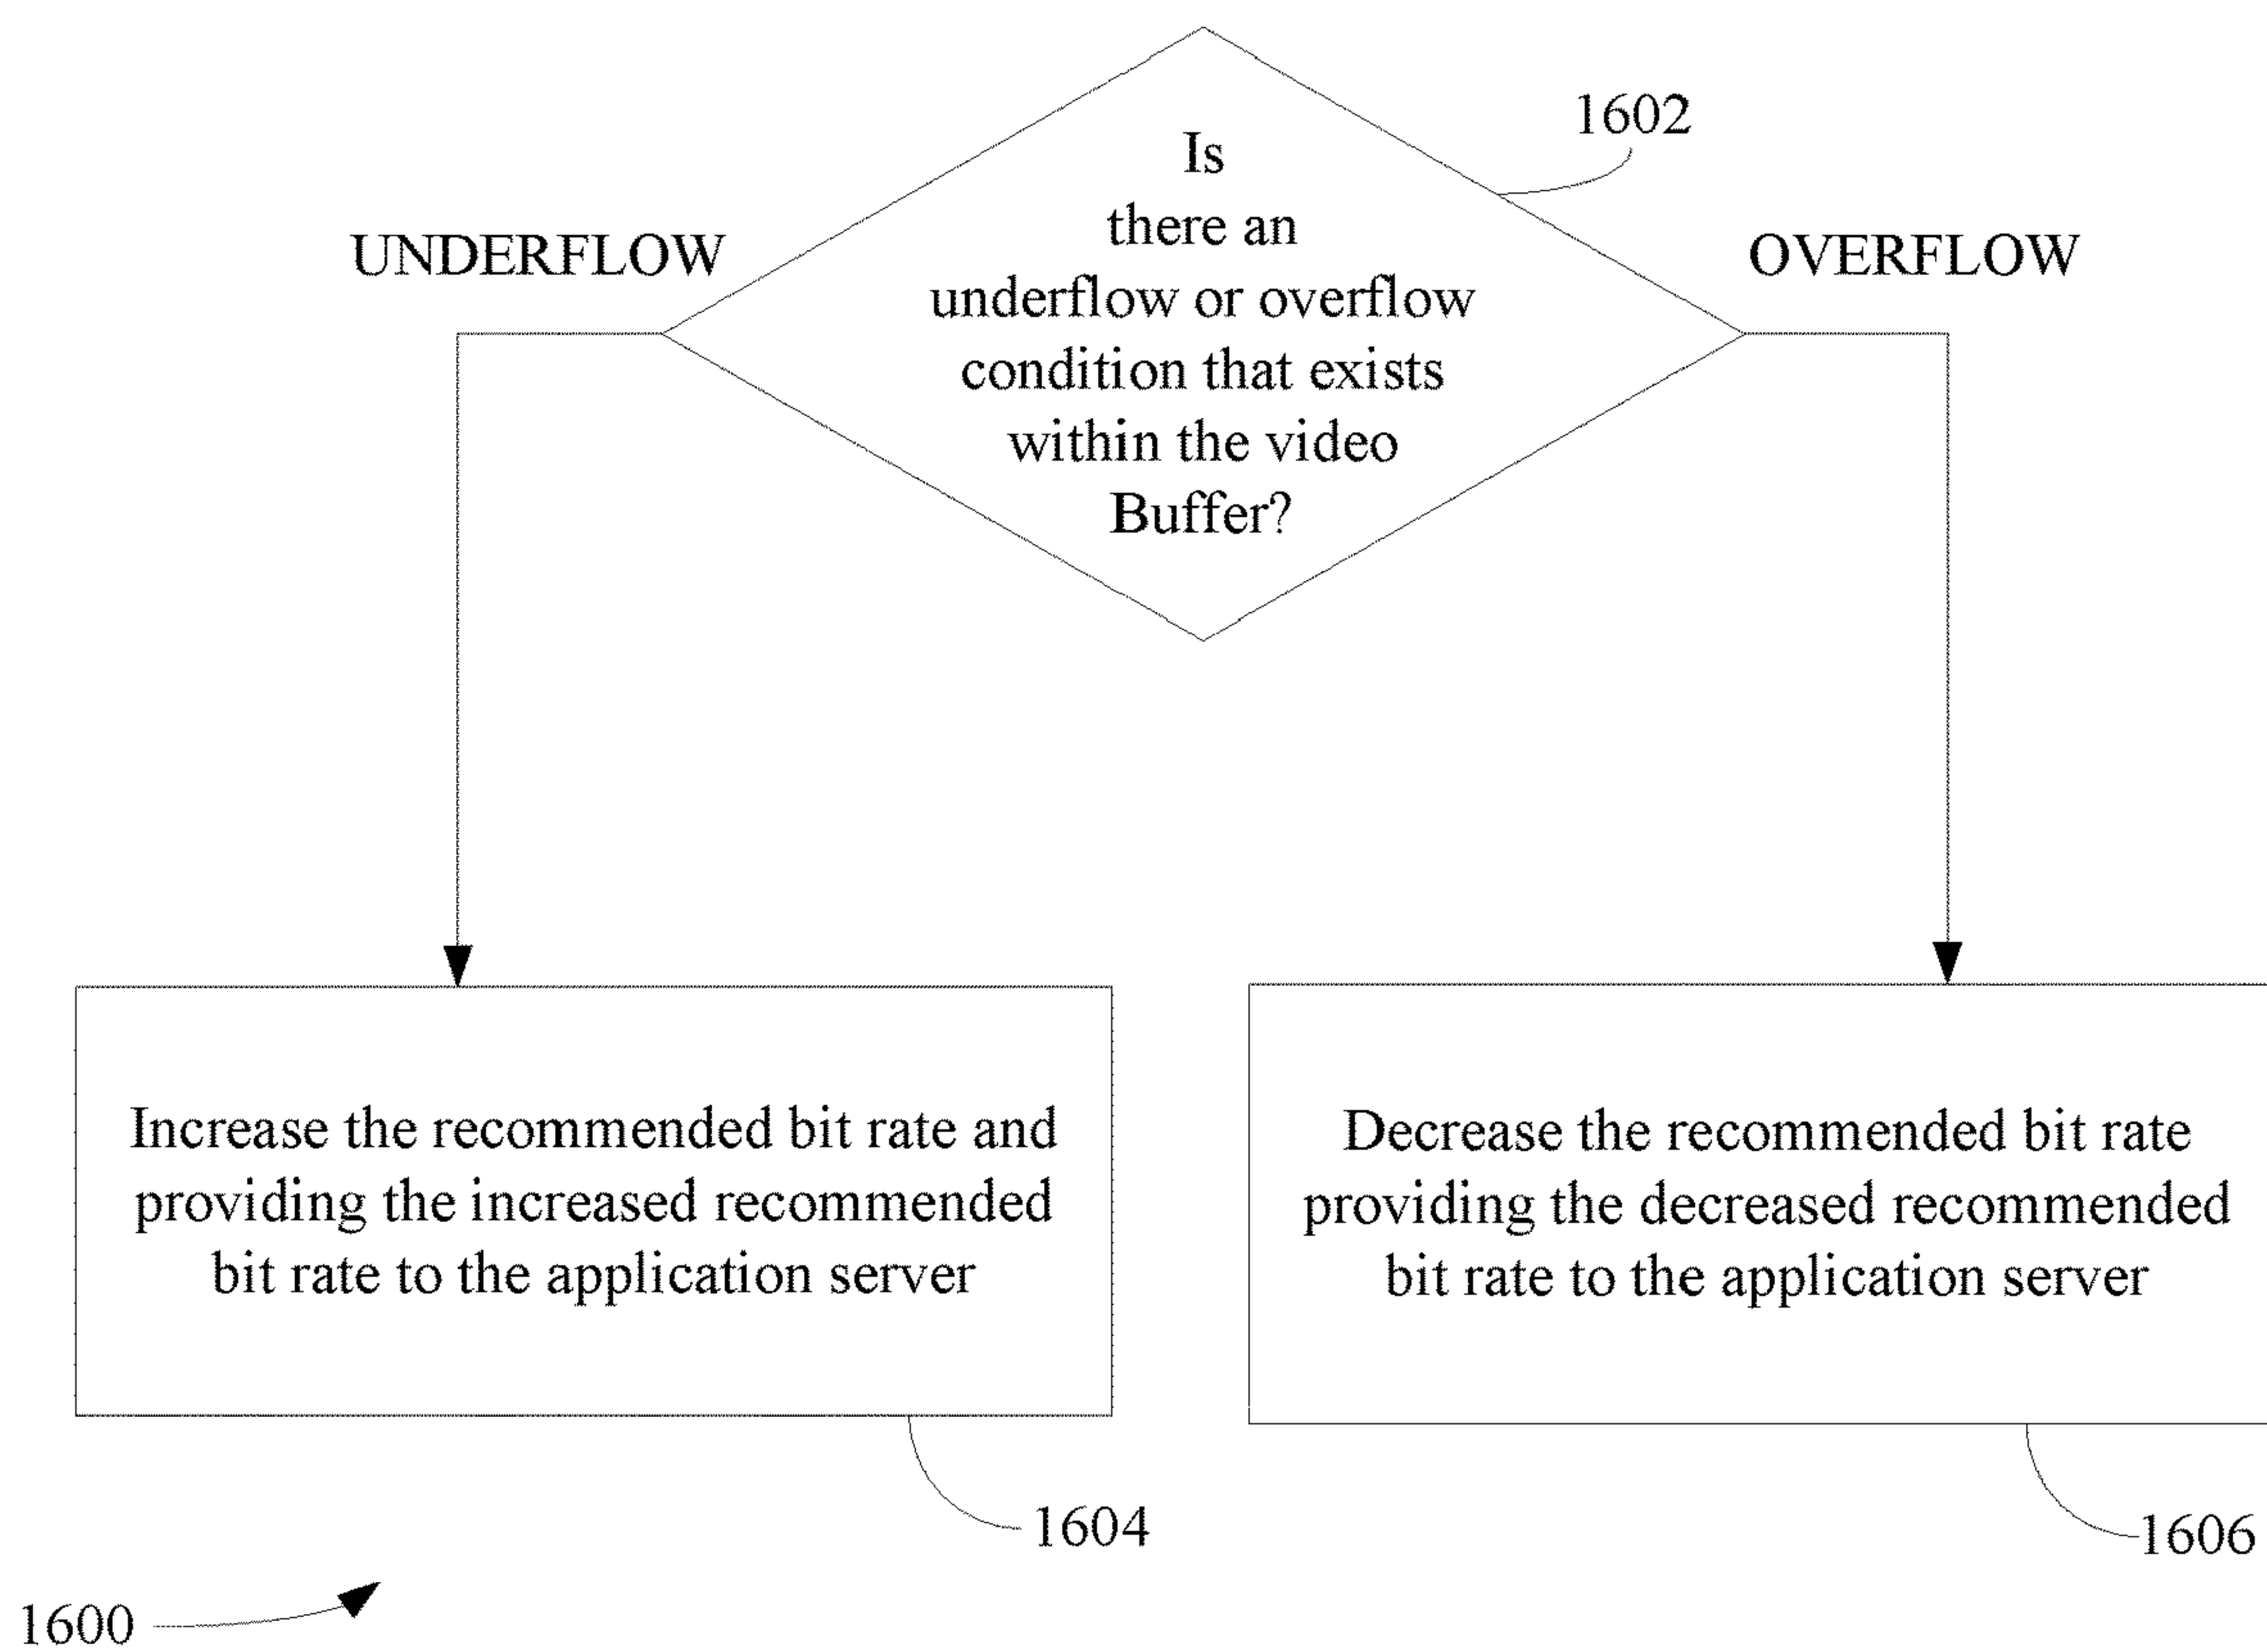 1602
Is
there an
underflow or overflow
condition that exists
within the video
Buffer?
UNDERFLOW
OVERFLOW
Increase the recommended bit rate and
providing the increased recommended
bit rate to the application server
Decrease the recommended bit rate
providing the decreased recommended
bit rate to the application server
1604
1606
1600